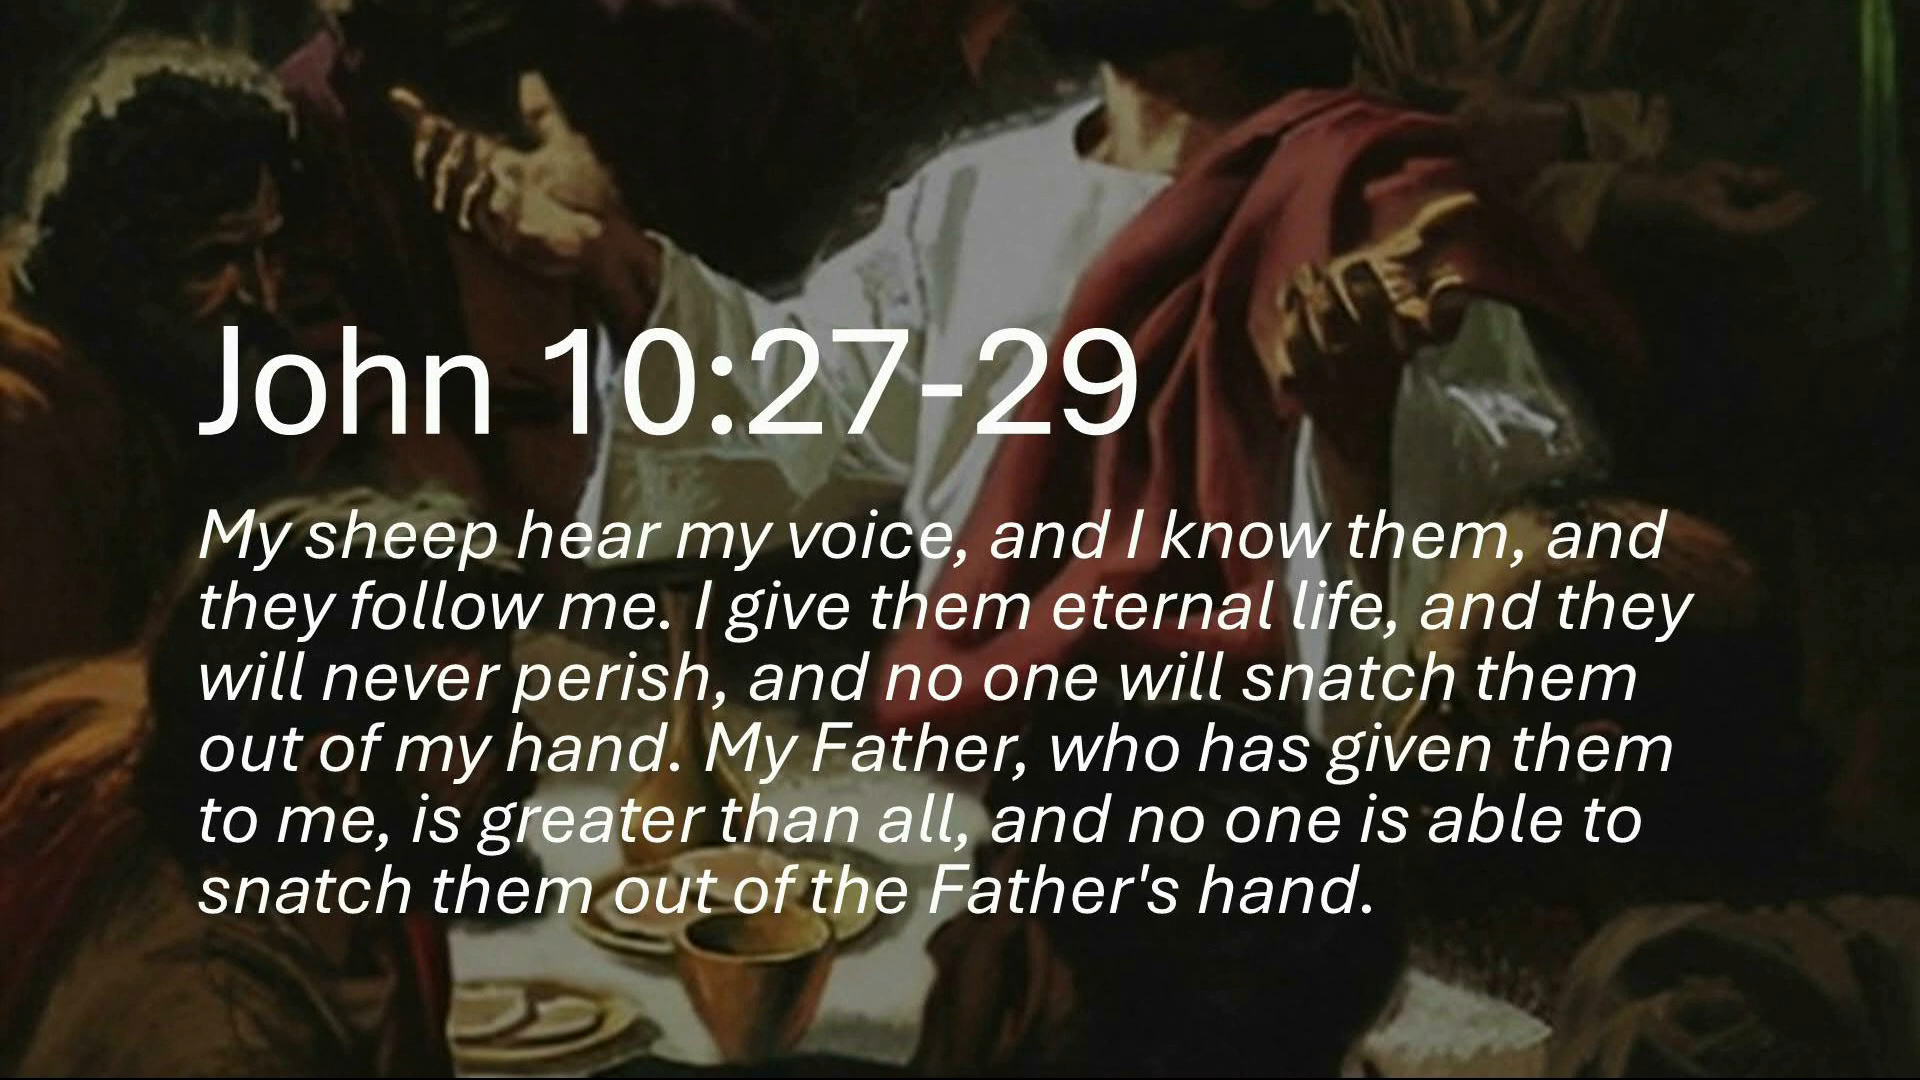 John 10:27-29
My sheep hear my voice, and I know them, and
they follow me. I give them eternal life, and they
will never perish, and no one will snatch them
out of my hand. My Father, who has given them
to me, is greater than all, and no one is able to
snatch them out of the Father's hand.